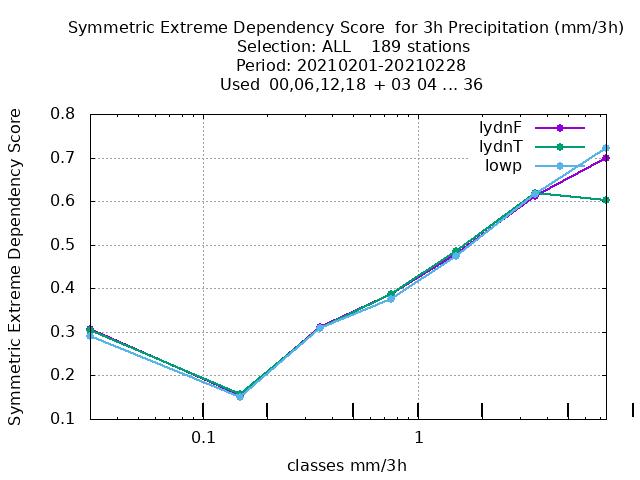 Symmetric Extreme Dependency Score  for 3h Precipitation (mm/3h)
Selection: ALL    189 stations
Period: 20210201-20210228
Used  00,06,12,18  + 03 04 ... 36
Symmetric Extreme Dependency Score
0.8
0.7
0.6
0.5
0.4
0.3
0.2
0.1
lydnF
lydnT
lowp
0.1 1
classes mm/3h